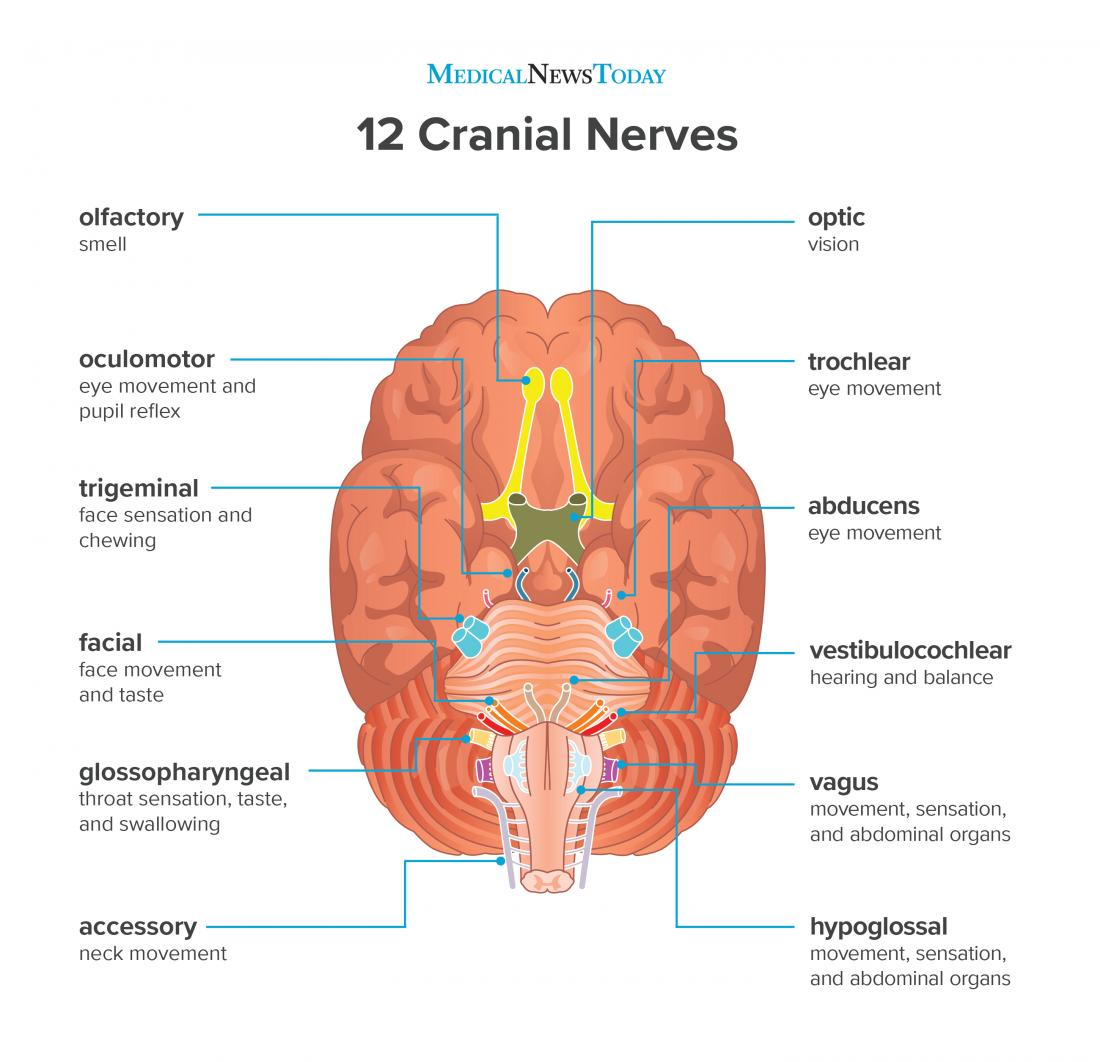 MEDICALNEWSTODAY
12 Cranial Nerves
olfactory
smell
oculomotor
eye movement and
pupil reflex
trigeminal
face sensation and
chewing
facial
face movement
and taste
glossopharyngeal
throat sensation, taste,
and swallowing
accessory
neck movement
optic
vision
trochlear
eye movement
abducens
eye movement
vestibulocochlear
hearing and balance
vagus
movement, sensation,
and abdominal organs
hypoglossal
movement, sensation,
and abdominal organs